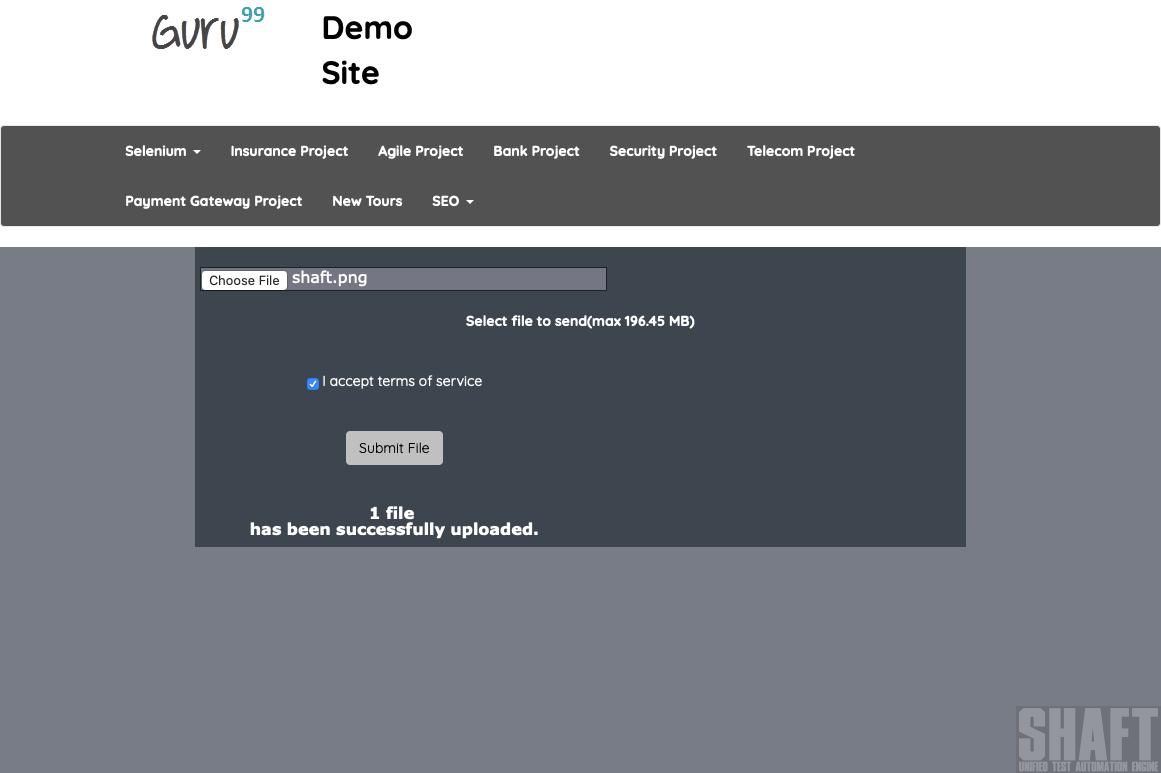 Guru99
Demo
Site
Selenium
Insurance Project
Agile Project
Bank Project
Security Project
Telecom Project
Payment Gateway Project
New Tours
SEO
Choose File
shaft.png
Select file to send(max 196.45 MB)
I accept terms of service
Submit File
1 file
has been successfully uploaded.
SHAFT
UNIFIED TEST AUTOMATION ENGINE